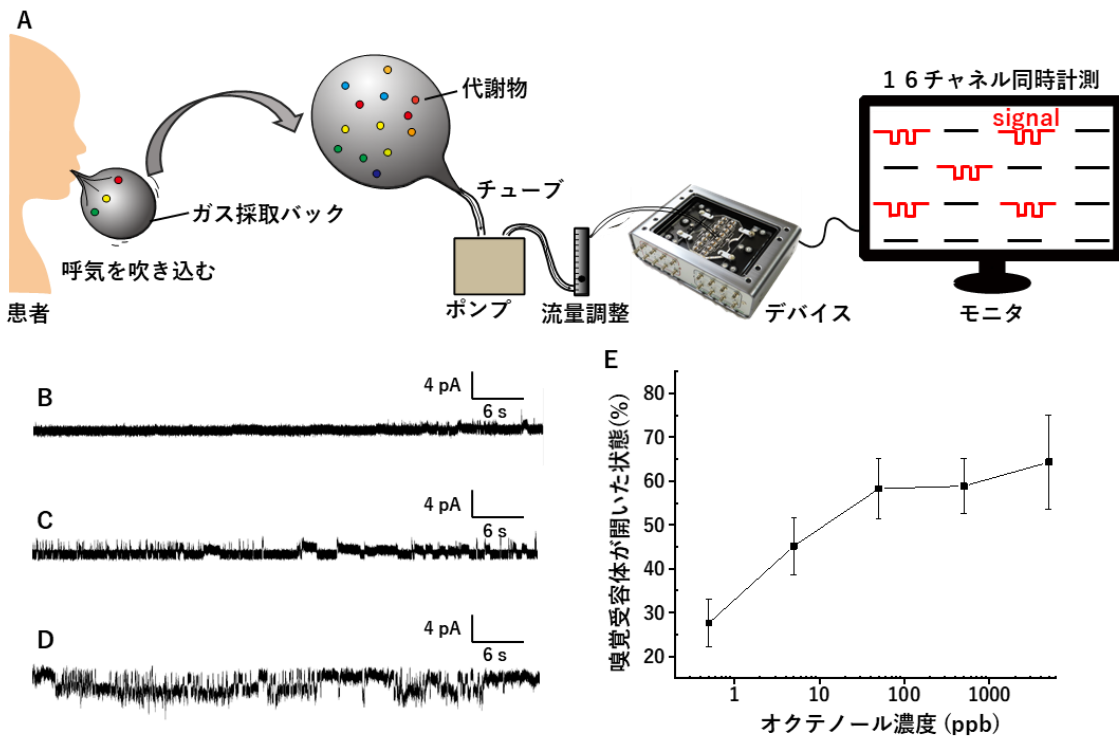 A
代謝物
チューブ
ガス採取バック
呼気を吹き込む
患者
ポンプ
流量調整
デバイス
16チャネル同時計測
signal
モニタ
B
4 pA
6 s
C
4 pA
6 s
D
4 pA
6 s
E
嗅覚受容体が開いた状態(%)
80
70
60
50
40
30
20
1 10 100 1000
オクテノール濃度 (ppb)